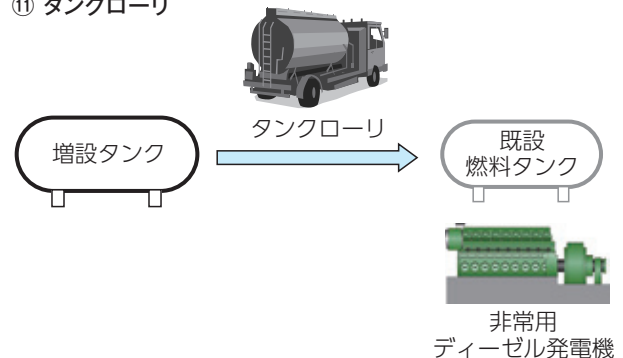 ⑪ タンクローリ
タンクローリ
増設タンク
既設
燃料タンク
非常用
ディーゼル発電機